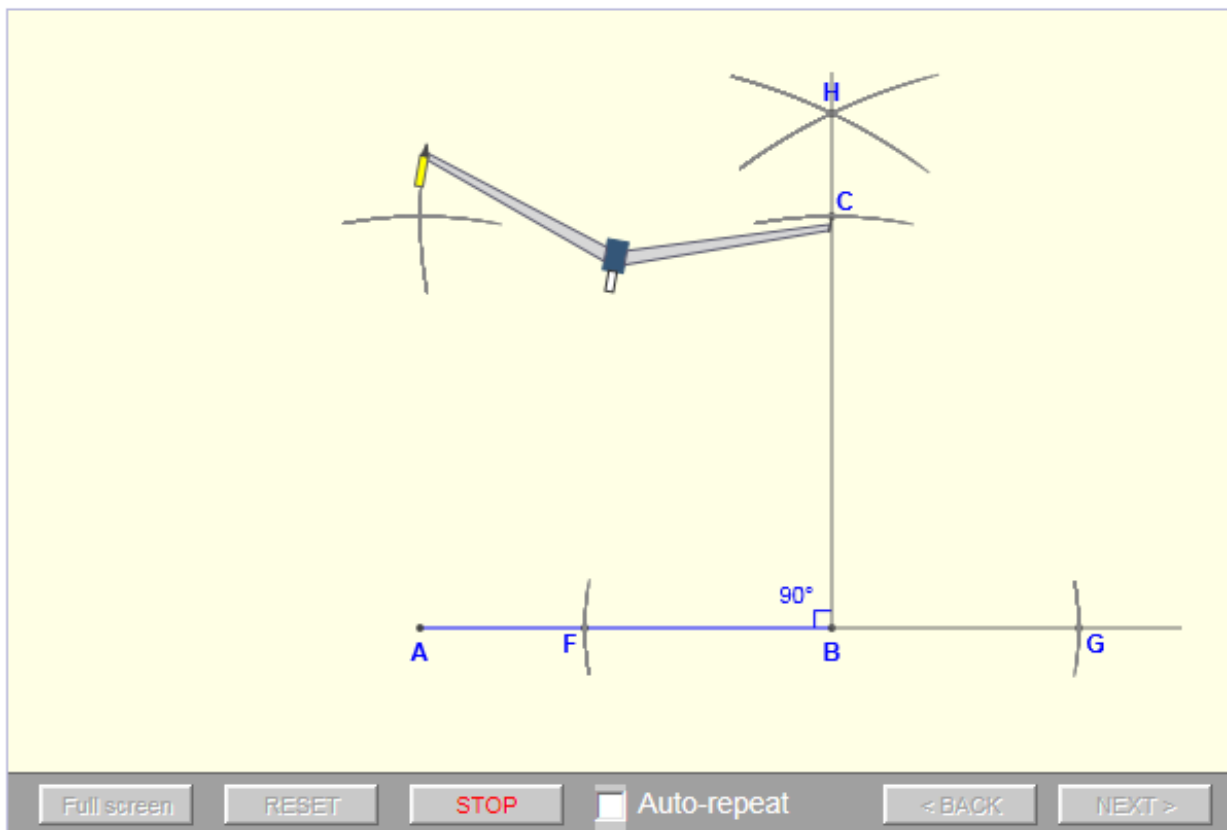 H
C
90°
A
F
B
G
Full screen
RESET
STOP
Auto-repeat
< BACK
NEXT >